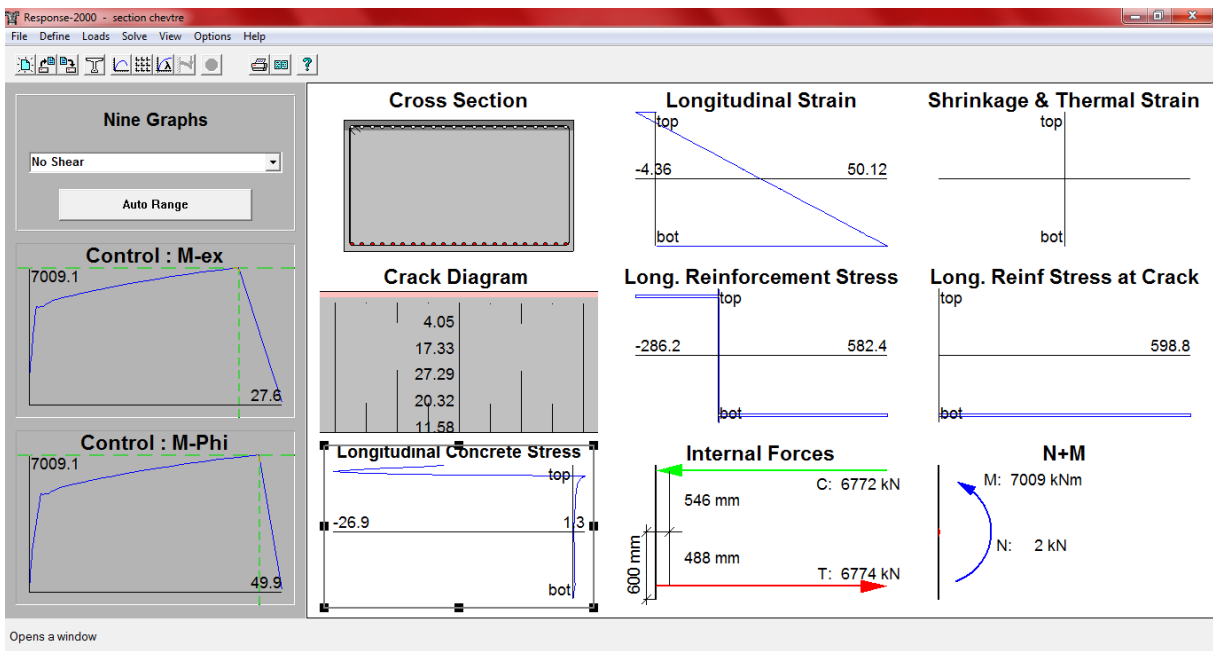 Response-2000 - section chevtre
File Define Loads Solve View Options Help
Nine Graphs
No Shear
Auto Range
Control : M-ex
7009.1
27.6
Control : M-Phi
7009.1
49.9
Cross Section
Longitudinal Strain
top
-4.36
50.12
bot
Shrinkage & Thermal Strain
top
bot
Crack Diagram
4.05
17.33
27.29
20.32
11.58
Long. Reinforcement Stress
top
-286.2
582.4
bot
Long. Reinf Stress at Crack
top
598.8
bot
Longitudinal Concrete Stress
top
-26.9
1.3
bot
Internal Forces
C: 6772 kN
546 mm
488 mm
600 mm
T: 6774 kN
N+M
M: 7009 kNm
N: 2 kN
Opens a window